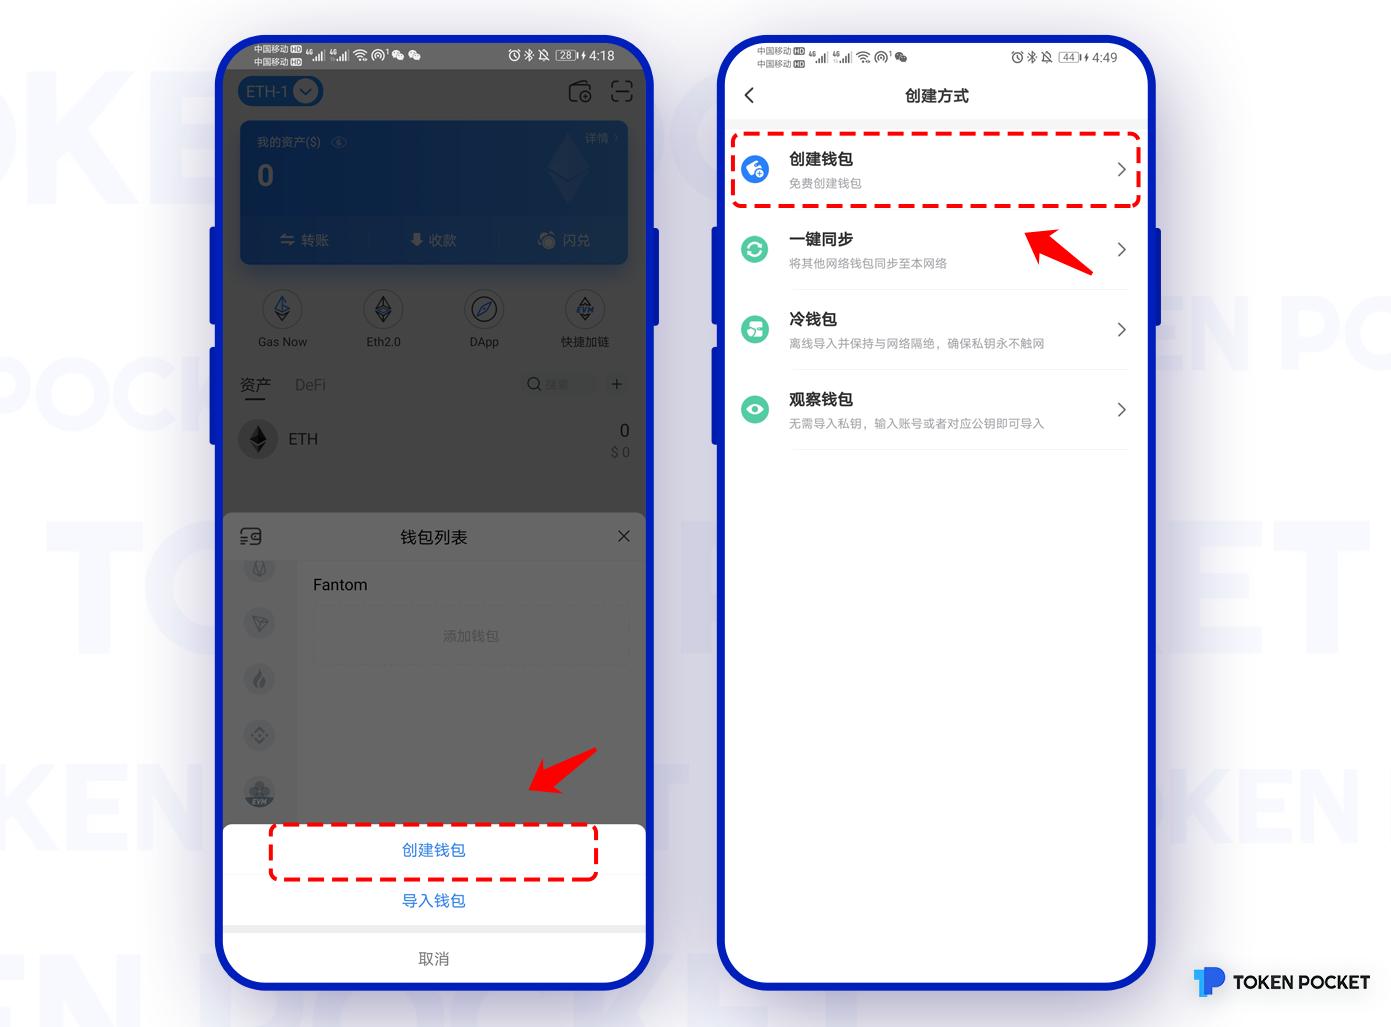 中国移动 HD
中国移动 HD
4G
4G
28
4:18
ETH-1
我的资产($)
详情
0
转账
收款
闪兑
Gas Now
Eth2.0
EVM
DApp
快捷加链
资产
DeFi
搜索
ETH
0
$ 0
钱包列表
Fantom
添加钱包
EVM
创建钱包
导入钱包
取消
中国移动 HD
中国移动 HD
4G
4G
44
4:49
创建方式
创建钱包
免费创建钱包
一键同步
将其他网络钱包同步至本网络
冷钱包
离线导入并保持与网络隔绝，确保私钥永不触网
观察钱包
无需导入私钥，输入账号或者对应公钥即可导入
TOKEN POCKET